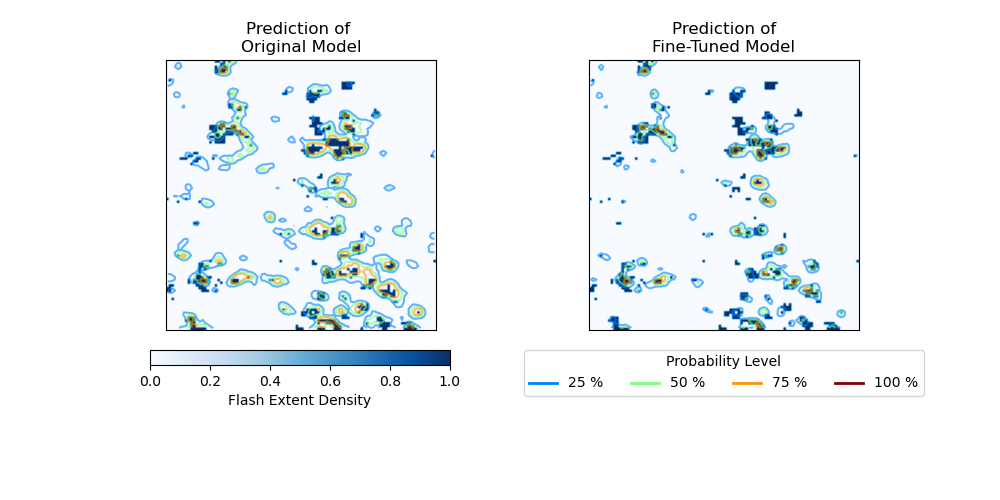 Prediction of
Original Model
Prediction of
Fine-Tuned Model
0.0 0.2 0.4 0.6 0.8 1.0
Flash Extent Density
Probability Level
25 % 50 % 75 % 100 %